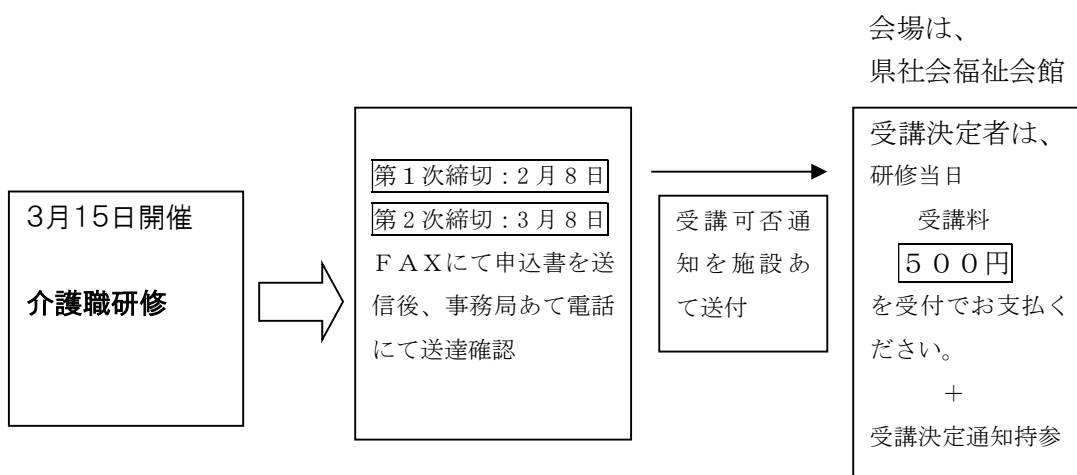 3月15日開催
介護職研修
第１次締切：２月８日
第２次締切：３月８日
ＦＡＸにて申込書を送
信後、事務局あて電話
にて送達確認
受講可否通
知を施設あ
て送付
会場は、
県社会福祉会館
受講決定者は、
研修当日
受講料
５００円
を受付でお支払く
ださい。
＋
受講決定通知持参